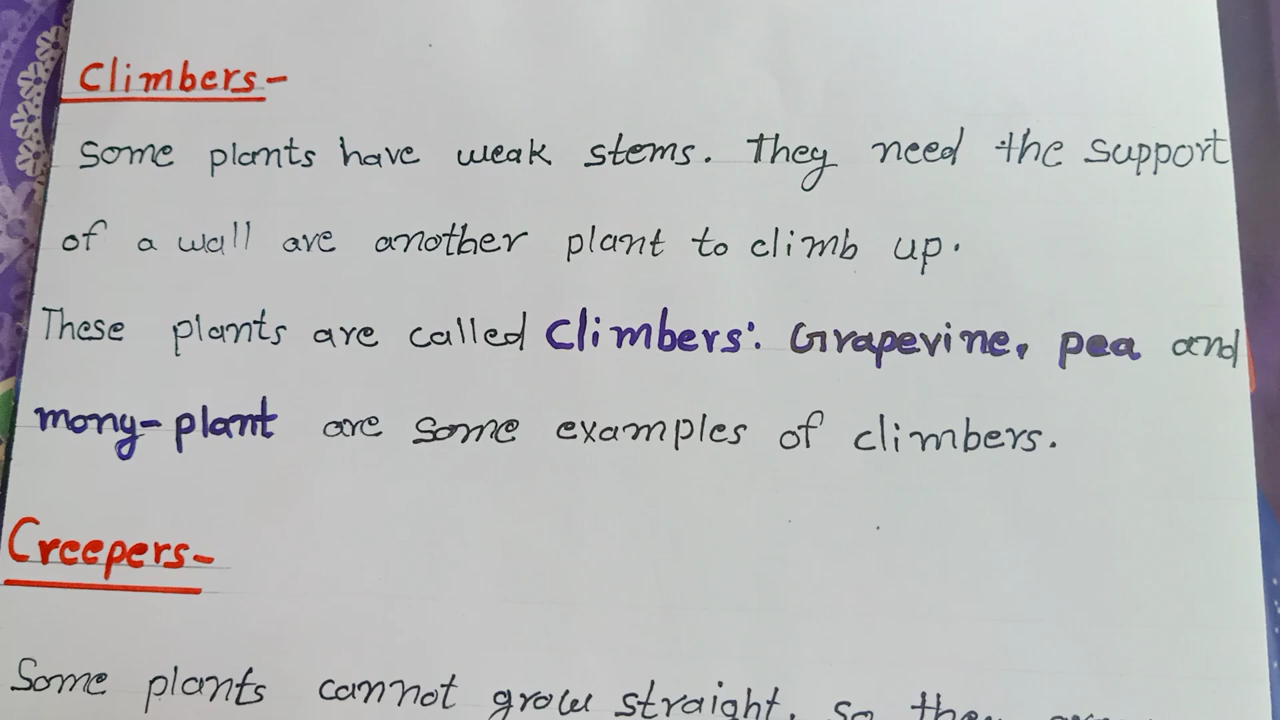 Climbers-
Some plants have weak stems. They need the support
of a wall are another plant to climb up.
These plants are called Climbers'. Grapevine, pea and
mony-plant are some examples of climbers.
Creepers-
Some plants cannot grow straight, so they